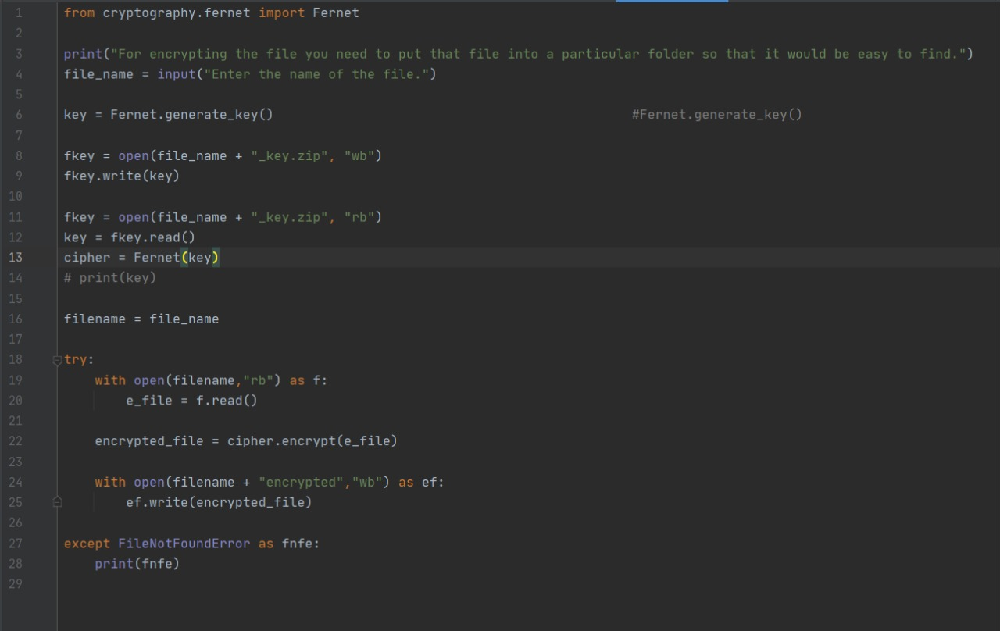 1 from cryptography.fernet import Fernet
2
3 print("For encrypting the file you need to put that file into a particular folder so that it would be easy to find.")
4 file_name = input("Enter the name of the file.")
5
6 key = Fernet.generate_key() #Fernet.generate_key()
7
8 fkey = open(file_name + "_key.zip", "wb")
9 fkey.write(key)
10
11 fkey = open(file_name + "_key.zip", "rb")
12 key = fkey.read()
13 cipher = Fernet(key)
14 # print(key)
15
16 filename = file_name
17
18 try:
19     with open(filename,"rb") as f:
20         e_file = f.read()
21
22     encrypted_file = cipher.encrypt(e_file)
23
24     with open(filename + "encrypted","wb") as ef:
25         ef.write(encrypted_file)
26
27 except FileNotFoundError as fnfe:
28     print(fnfe)
29